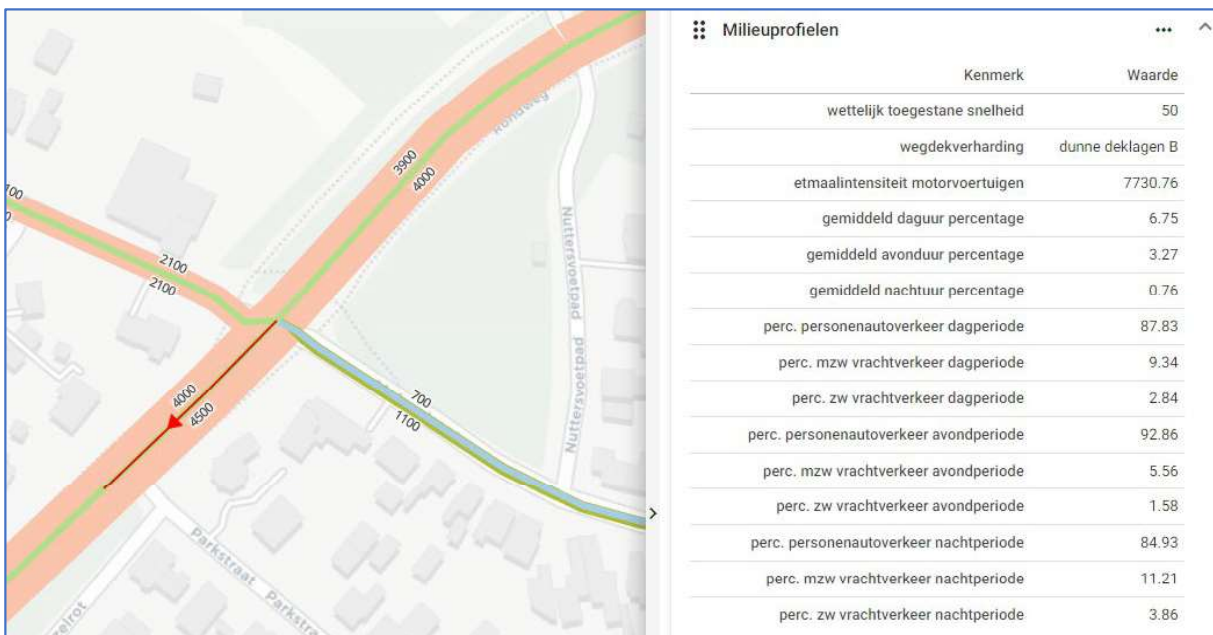 Milieuprofielen
Kenmerk Waarde
wettelijk toegestane snelheid 50
wegdekverharding dunne deklagen B
etmaalintensiteit motorvoertuigen 7730.76
gemiddeld daguur percentage 6.75
gemiddeld avonduur percentage 3.27
gemiddeld nachtuur percentage 0.76
perc. personenautoverkeer dagperiode 87.83
perc. mzw vrachtverkeer dagperiode 9.34
perc. zw vrachtverkeer dagperiode 2.84
perc. personenautoverkeer avondperiode 92.86
perc. mzw vrachtverkeer avondperiode 5.56
perc. zw vrachtverkeer avondperiode 1.58
perc. personenautoverkeer nachtperiode 84.93
perc. mzw vrachtverkeer nachtperiode 11.21
perc. zw vrachtverkeer nachtperiode 3.86
Rondweg
3900
4000
2100
2100
Nuttersvoetpad
Nuttersvoetpad
4000
4500
700
1100
Parkstraat
Parkstraat